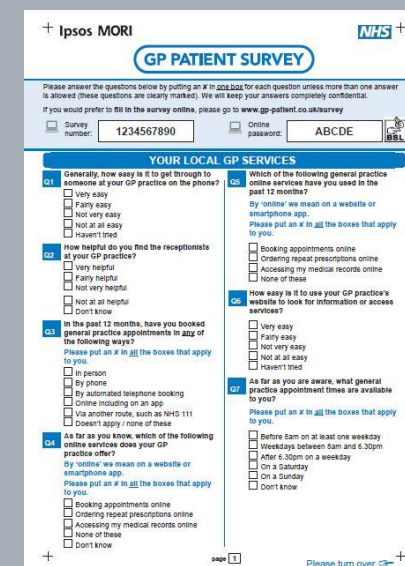 Ipsos MORI
NHS
GP PATIENT SURVEY
Please answer the questions below by putting an x in one box for each question unless more than one answer
is allowed (these questions are clearly marked). We will keep your answers completely confidential.
If you would prefer to fill in the survey online, please go to www.gp-patient.co.uk/survey
Survey number: 1234567890
Online password: ABCDE
BSL
YOUR LOCAL GP SERVICES
Q1 Generally, how easy is it to get through to
someone at your GP practice on the phone?
Very easy
Fairly easy
Not very easy
Not at all easy
Haven't tried
Q2 How helpful do you find the receptionists
at your GP practice?
Very helpful
Fairly helpful
Not very helpful
Not at all helpful
Don't know
Q3 In the past 12 months, have you booked
general practice appointments in any of
the following ways?
Please put an x in all the boxes that apply
to you.
In person
By phone
By automated telephone booking
Online including on an app
Via another route, such as NHS 111
Doesn't apply / none of these
Q4 As far as you know, which of the following
online services does your GP
practice offer?
By 'online' we mean on a website or
smartphone app.
Please put an x in all the boxes that apply
to you.
Booking appointments online
Ordering repeat prescriptions online
Accessing my medical records online
None of these
Don't know
Q5 Which of the following general practice
online services have you used in the
past 12 months?
By 'online' we mean on a website or
smartphone app.
Please put an x in all the boxes that apply
to you.
Booking appointments online
Ordering repeat prescriptions online
Accessing my medical records online
None of these
Q6 How easy is it to use your GP practice's
website to look for information or access
services?
Very easy
Fairly easy
Not very easy
Not at all easy
Haven't tried
Q7 As far as you are aware, what general
practice appointment times are available
to you?
Please put an x in all the boxes that apply
to you.
Before 8am on at least one weekday
Weekdays between 8am and 6.30pm
After 6.30pm on a weekday
On a Saturday
On a Sunday
Don't know
page 1
Please turn over